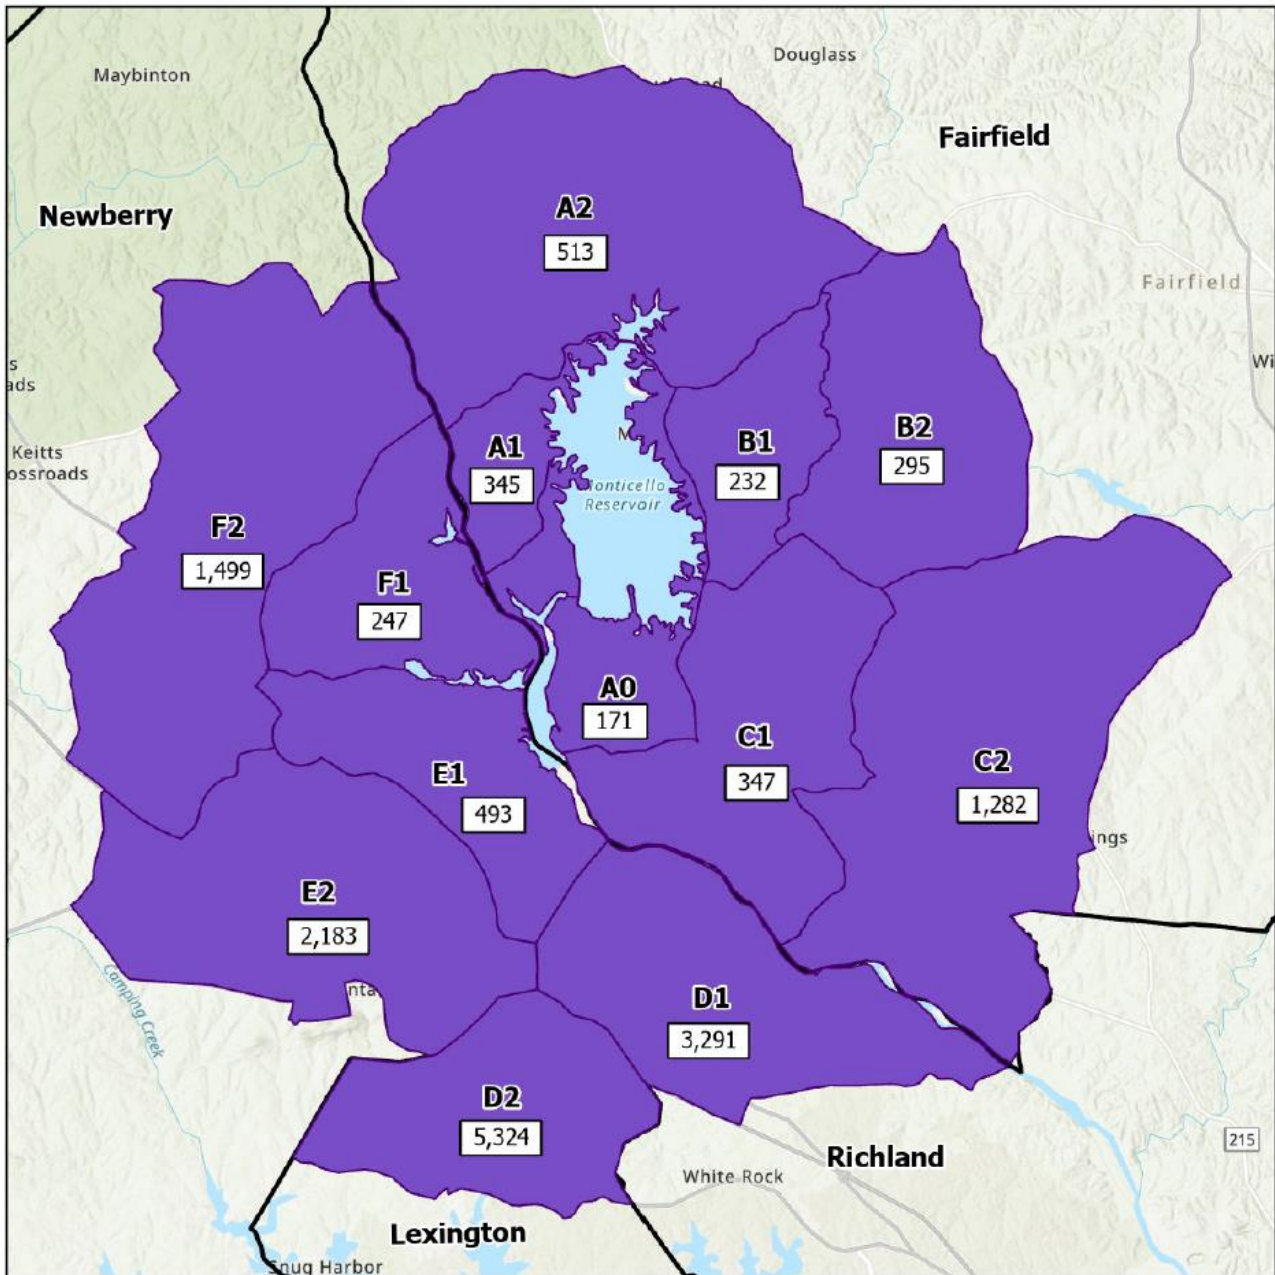 Douglass
Maybinton
Fairfield
A2
Newberry
513
Fairfield
B2
B1
A1
295
232
345
Keitts
ossroads
Reservoir
F2
1,499
F1
247
A0
171
C1
C2
347
1,282
E1
493
E2
2,183
D1
3,291
Camping Creek
D2
5,324
215
Richland
White Rock
Lexington
Snug Harbor